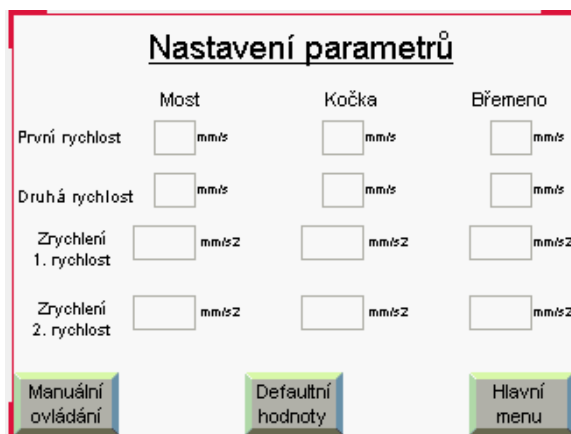 Nastavení parametrů
Most Kočka Břemeno
První rychlost mm/s mm/s mm/s
Druhá rychlost mm/s mm/s mm/s
Zrychlení mm/s2 mm/s2 mm/s2
1. rychlost
Zrychlení mm/s2 mm/s2 mm/s2
2. rychlost
Manuální Defaultní Hlavní
ovládání hodnoty menu